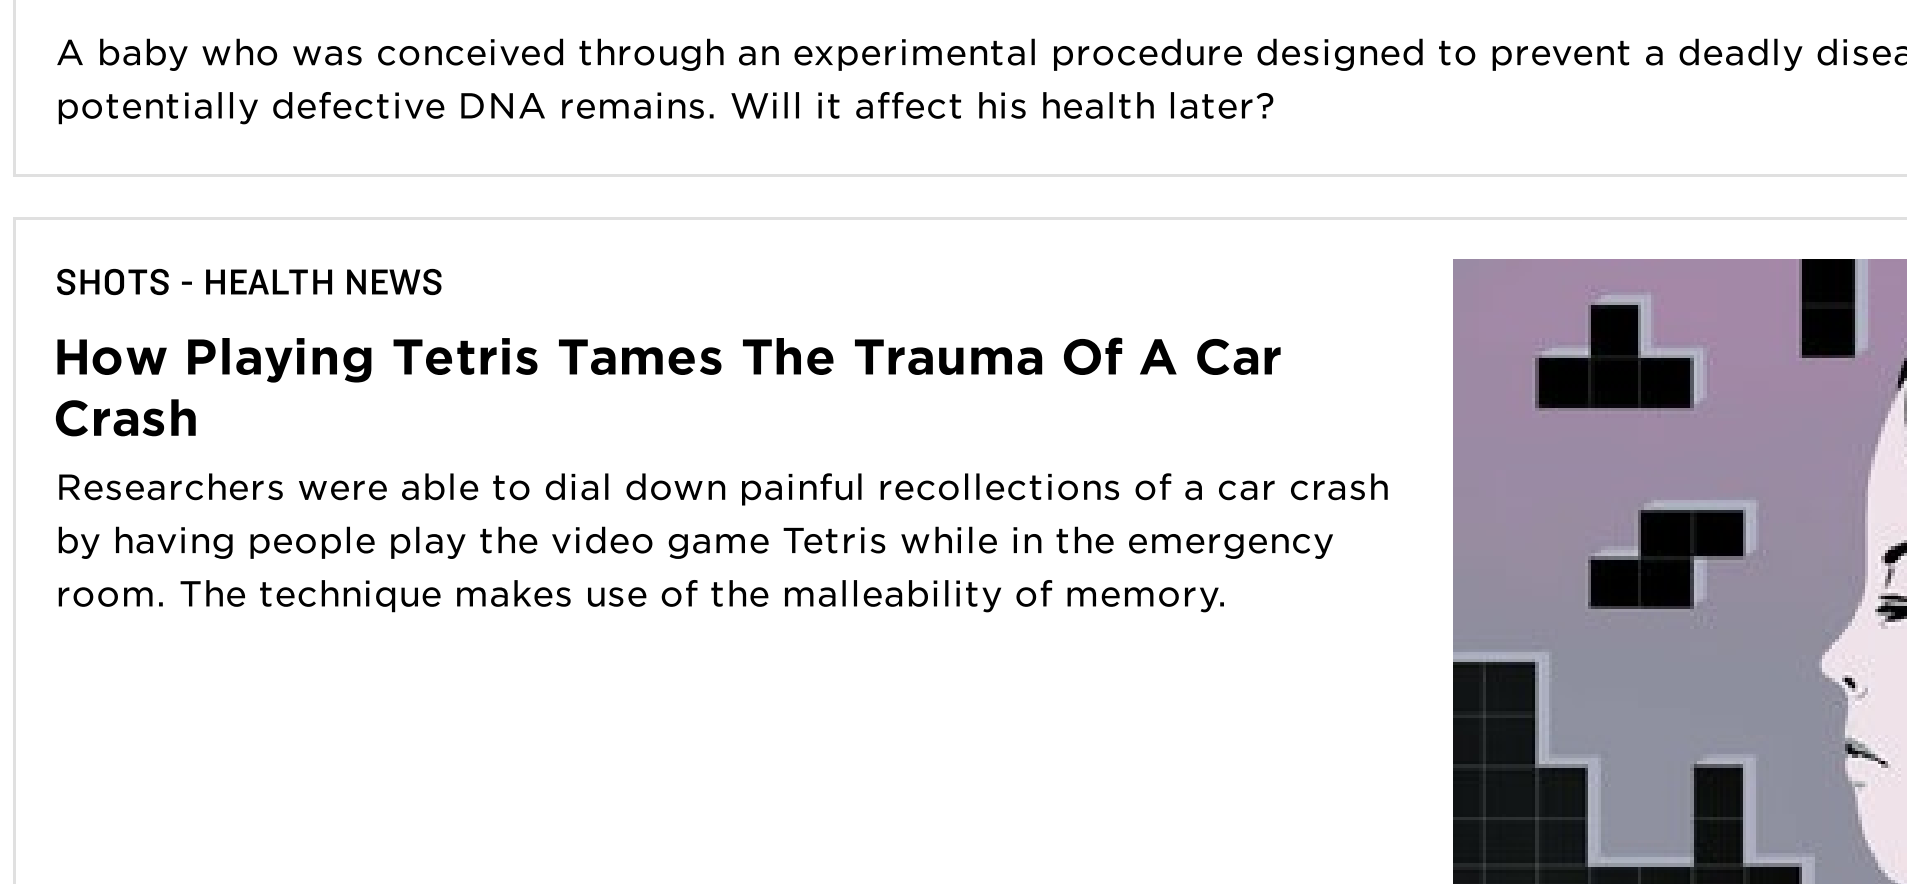 A baby who was conceived through an experimental procedure designed to prevent a deadly
potentially defective DNA remains. Will it affect his health later?
SHOTS - HEALTH NEWS
How Playing Tetris Tames The Trauma Of A Car
Crash
Researchers were able to dial down painful recollections of a car crash
by having people play the video game Tetris while in the emergency
room. The technique makes use of the malleability of memory.